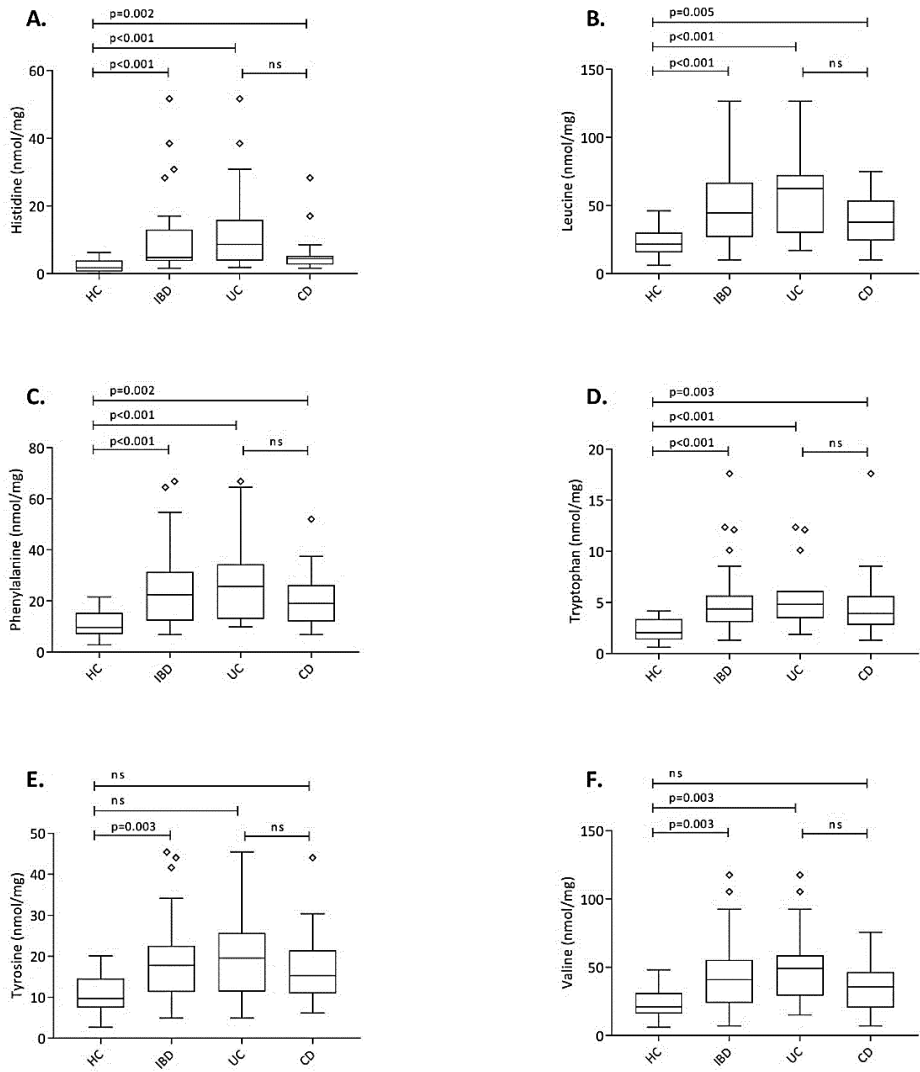 A.
p=0.002
p<0.001
p<0.001
ns
Histidine (nmol/mg)
60
40
20
0
HC
IBD
UC
CD
B.
p=0.005
p<0.001
p<0.001
ns
Leucine (nmol/mg)
150
100
50
0
HC
IBD
UC
CD
C.
p=0.002
p<0.001
p<0.001
ns
Phenylalanine (nmol/mg)
80
60
40
20
0
HC
IBD
UC
CD
D.
p=0.003
p<0.001
p<0.001
ns
Tryptophan (nmol/mg)
20
15
10
5
0
HC
IBD
UC
CD
E.
ns
ns
p=0.003
ns
Tyrosine (nmol/mg)
50
40
30
20
10
0
HC
IBD
UC
CD
F.
ns
p=0.003
p=0.003
ns
Valine (nmol/mg)
150
100
50
0
HC
IBD
UC
CD